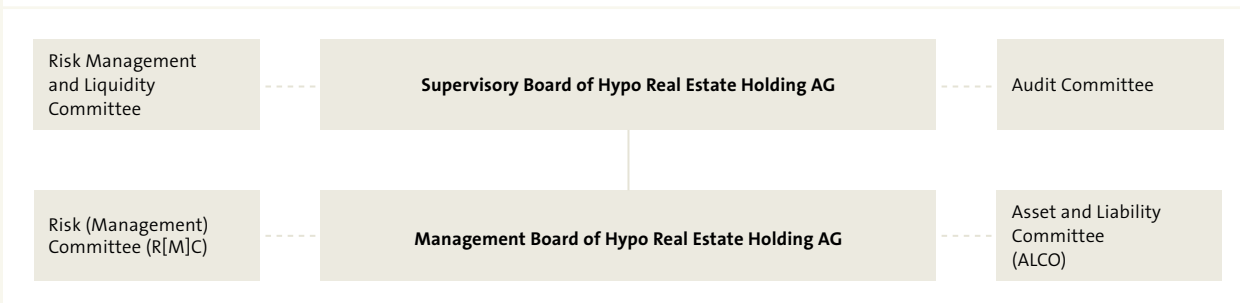 Risk Management
and Liquidity
Committee
Supervisory Board of Hypo Real Estate Holding AG
Audit Committee
Risk (Management)
Committee (R[M]C)
Management Board of Hypo Real Estate Holding AG
Asset and Liability
Committee
(ALCO)